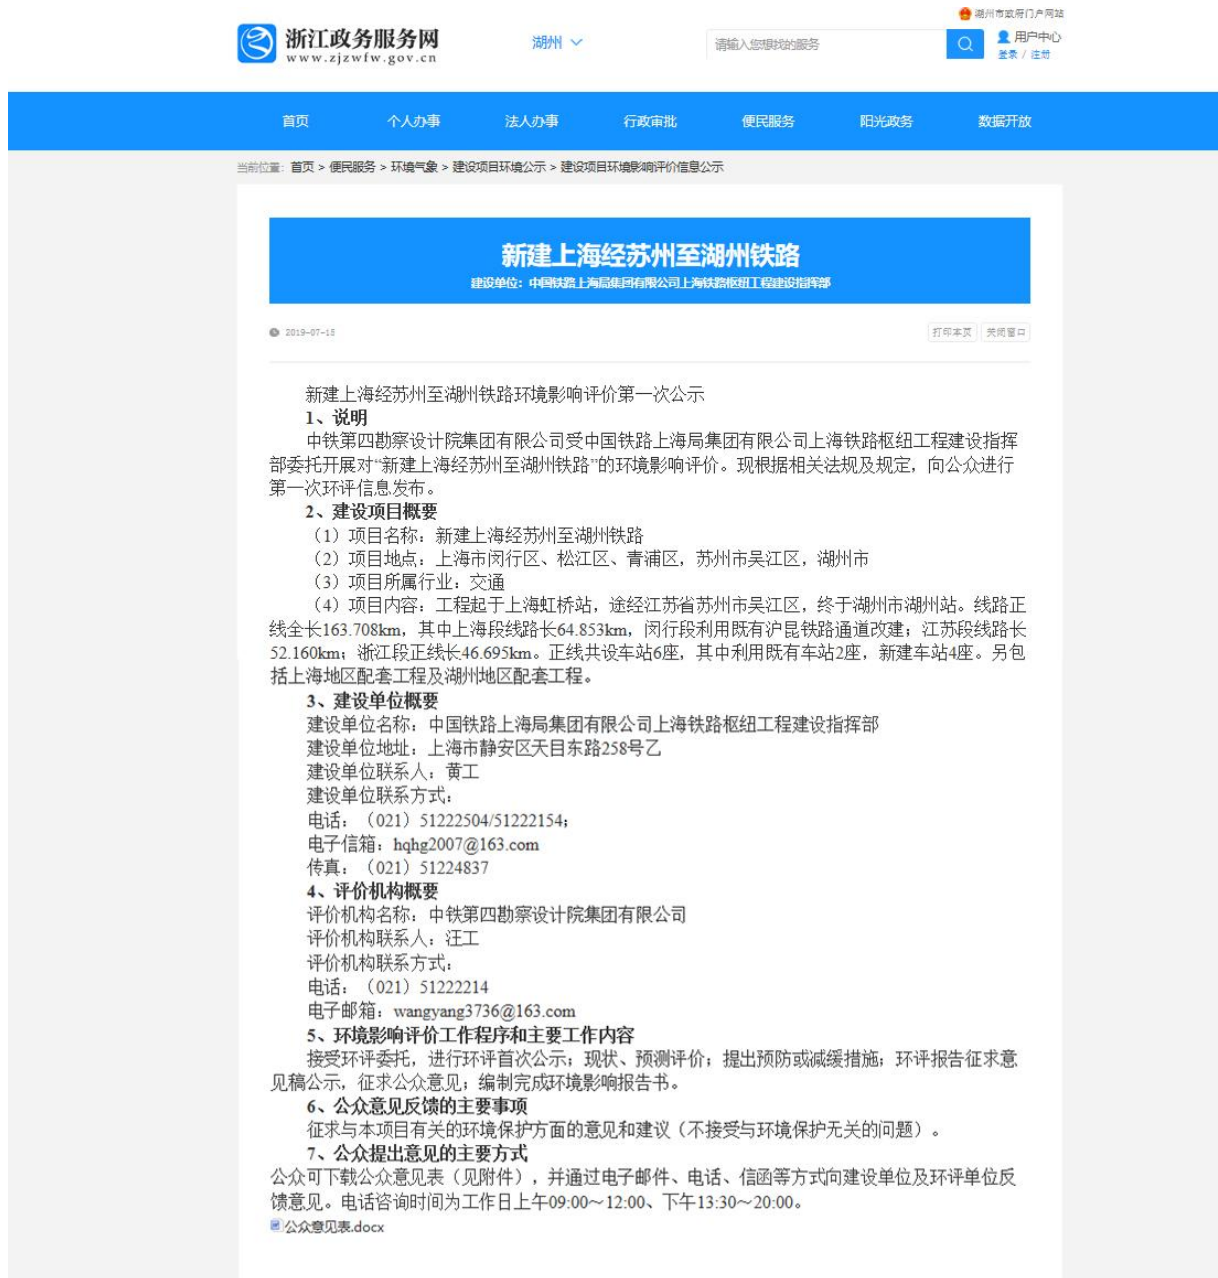 湖州市政府门户网站
浙江政务服务网
www.zjzwfw.gov.cn
湖州
请输入您想找的服务
用户中心
登录 / 注册
首页 个人办事 法人办事 行政审批 便民服务 阳光政务 数据开放
当前位置：首页 > 便民服务 > 环境气象 > 建设项目环境公示 > 建设项目环境影响评价信息公示
新建上海经苏州至湖州铁路
建设单位：中国铁路上海局集团有限公司上海铁路枢纽工程建设指挥部
2019-07-15
打印本页 关闭窗口
新建上海经苏州至湖州铁路环境影响评价第一次公示
1、说明
中铁第四勘察设计院集团有限公司受中国铁路上海局集团有限公司上海铁路枢纽工程建设指挥
部委托开展对“新建上海经苏州至湖州铁路”的环境影响评价。现根据相关法规及规定，向公众进行
第一次环评信息发布。
2、建设项目概要
（1）项目名称：新建上海经苏州至湖州铁路
（2）项目地点：上海市闵行区、松江区、青浦区，苏州市吴江区，湖州市
（3）项目所属行业：交通
（4）项目内容：工程起于上海虹桥站，途经江苏省苏州市吴江区，终于湖州市湖州站。线路正
线全长163.708km，其中上海段线路长64.853km，闵行段利用既有沪昆铁路通道改建；江苏段线路长
52.160km；浙江段正线长46.695km。正线共设车站6座，其中利用既有车站2座，新建车站4座。另包
括上海地区配套工程及湖州地区配套工程。
3、建设单位概要
建设单位名称：中国铁路上海局集团有限公司上海铁路枢纽工程建设指挥部
建设单位地址：上海市静安区天目东路258号乙
建设单位联系人：黄工
建设单位联系方式：
电话：（021）51222504/51222154;
电子信箱：hqhg2007@163.com
传真：（021）51224837
4、评价机构概要
评价机构名称：中铁第四勘察设计院集团有限公司
评价机构联系人：汪工
评价机构联系方式：
电话：（021）51222214
电子邮箱：wangyang3736@163.com
5、环境影响评价工作程序和主要工作内容
接受环评委托，进行环评首次公示；现状、预测评价；提出预防或减缓措施；环评报告征求意
见稿公示，征求公众意见；编制完成环境影响报告书。
6、公众意见反馈的主要事项
征求与本项目有关的环境保护方面的意见和建议（不接受与环境保护无关的问题）。
7、公众提出意见的主要方式
公众可下载公众意见表（见附件），并通过电子邮件、电话、信函等方式向建设单位及环评单位反
馈意见。电话咨询时间为工作日上午09:00～12:00、下午13:30～20:00。
公众意见表.docx